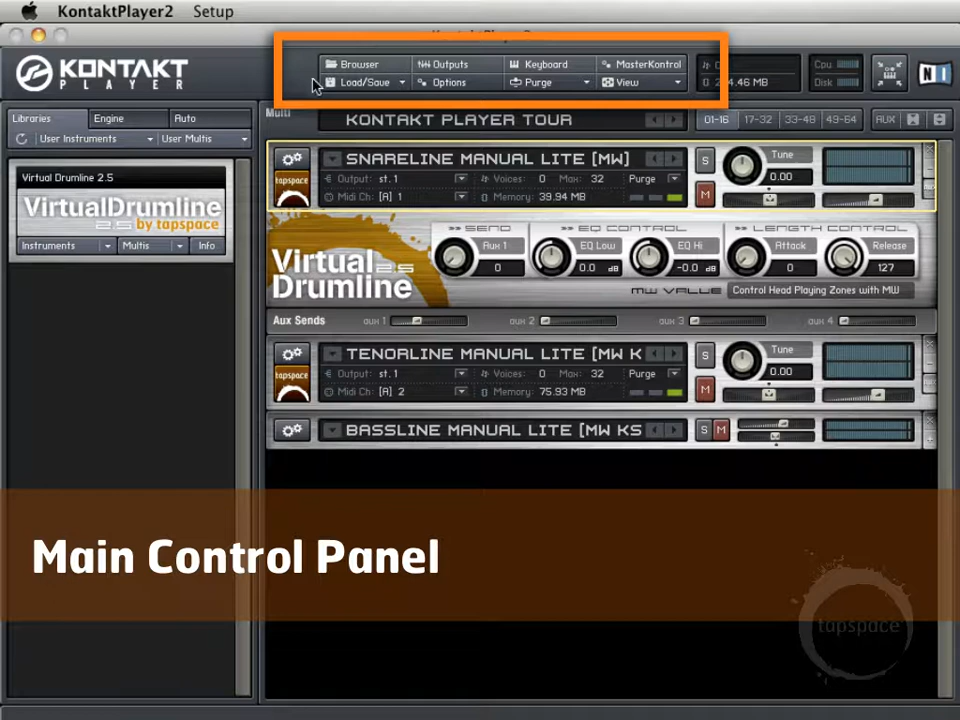 KontaktPlayer2 Setup
KONTAKT
PLAYER
Browser Outputs Keyboard MasterKontrol
Load/Save Options Purge View
4.46 MB
Cpu
Disk
NI
Libraries Engine Auto
User Instruments User Multis
Multi KONTAKT PLAYER TOUR 01-16 17-32 33-48 49-64 AUX
Virtual Drumline 2.5
VirtualDrumline
2.5 by tapspace
Instruments Multis Info
SNARELINE MANUAL LITE [MW] S Tune
tapspace Output: st.1 Voices: 0 Max: 32 Purge 0.00
Midi Ch: [A] 1 Memory: 39.94 MB M
Virtual 2.5
Drumline
SEND EQ CONTROL LENGTH CONTROL
Aux 1 EQ Low EQ Hi Attack Release
0 0.0 dB -0.0 dB 0 127
MW VALUE Control Head Playing Zones with MW
Aux Sends aux 1 aux 2 aux 3 aux 4
TENORLINE MANUAL LITE [MW K S Tune
tapspace Output: st.1 Voices: 0 Max: 32 Purge 0.00
Midi Ch: [A] 2 Memory: 75.93 MB M
BASSLINE MANUAL LITE [MW KS S M
Main Control Panel
tapspace